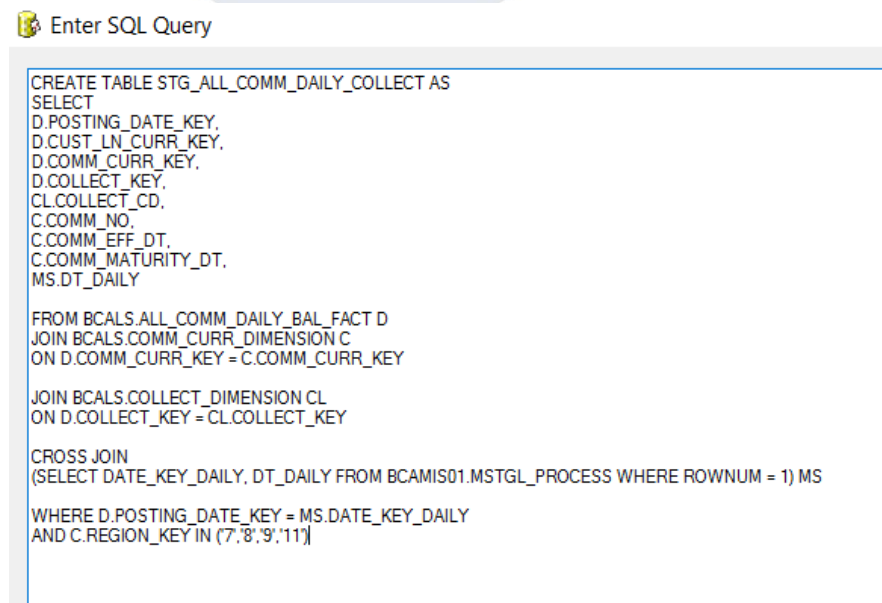 Enter SQL Query
CREATE TABLE STG_ALL_COMM_DAILY_COLLECT AS
SELECT
D.POSTING_DATE_KEY,
D.CUST_LN_CURR_KEY,
D.COMM_CURR_KEY,
D.COLLECT_KEY,
CL.COLLECT_CD,
C.COMM_NO,
C.COMM_EFF_DT,
C.COMM_MATURITY_DT,
MS.DT_DAILY
FROM BCALS.ALL_COMM_DAILY_BAL_FACT D
JOIN BCALS.COMM_CURR_DIMENSION C
ON D.COMM_CURR_KEY = C.COMM_CURR_KEY
JOIN BCALS.COLLECT_DIMENSION CL
ON D.COLLECT_KEY = CL.COLLECT_KEY
CROSS JOIN
(SELECT DATE_KEY_DAILY, DT_DAILY FROM BCAMIS01.MSTGL_PROCESS WHERE ROWNUM = 1) MS
WHERE D.POSTING_DATE_KEY = MS.DATE_KEY_DAILY
AND C.REGION_KEY IN ('7','8','9','11')